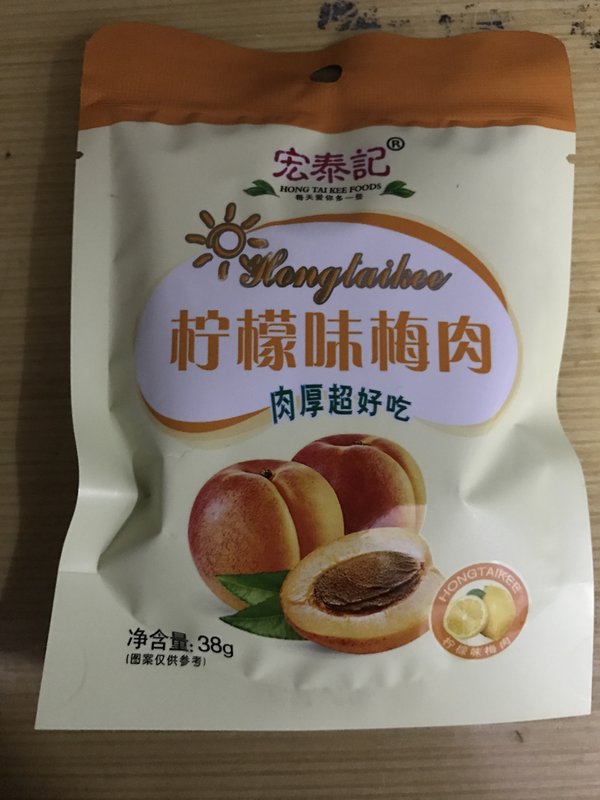 宏泰記®
HONG TAI KEE FOODS
每天爱你多一些
Hongtaikee
柠檬味梅肉
肉厚超好吃
HONGTAIKEE
柠檬味梅肉
净含量: 38g
(图案仅供参考)